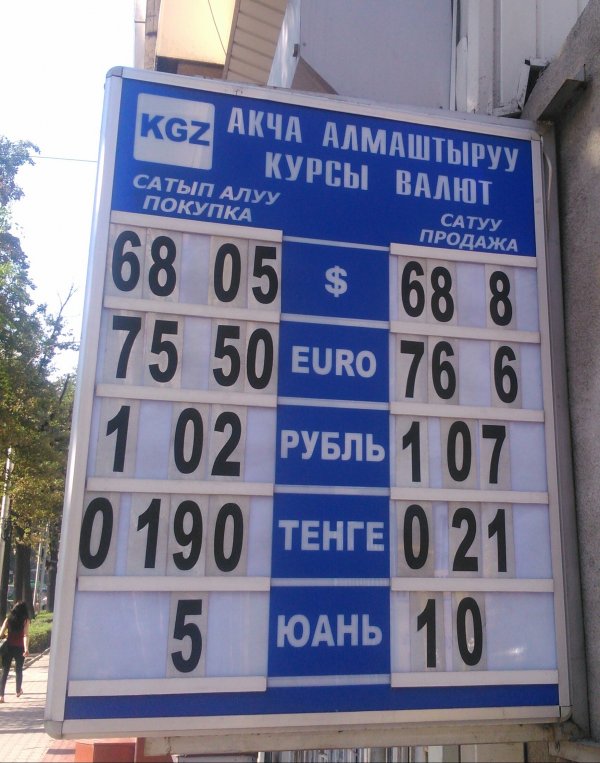 KGZ
АКЧА АЛМАШТЫРУУ
КУРСЫ ВАЛЮТ
САТЫП АЛУУ
ПОКУПКА
САТУУ
ПРОДАЖА
68 05 $ 68 8
75 50 EURO 76 6
1 02 РУБЛЬ 1 07
0 190 ТЕНГЕ 0 21
5 ЮАНЬ 10